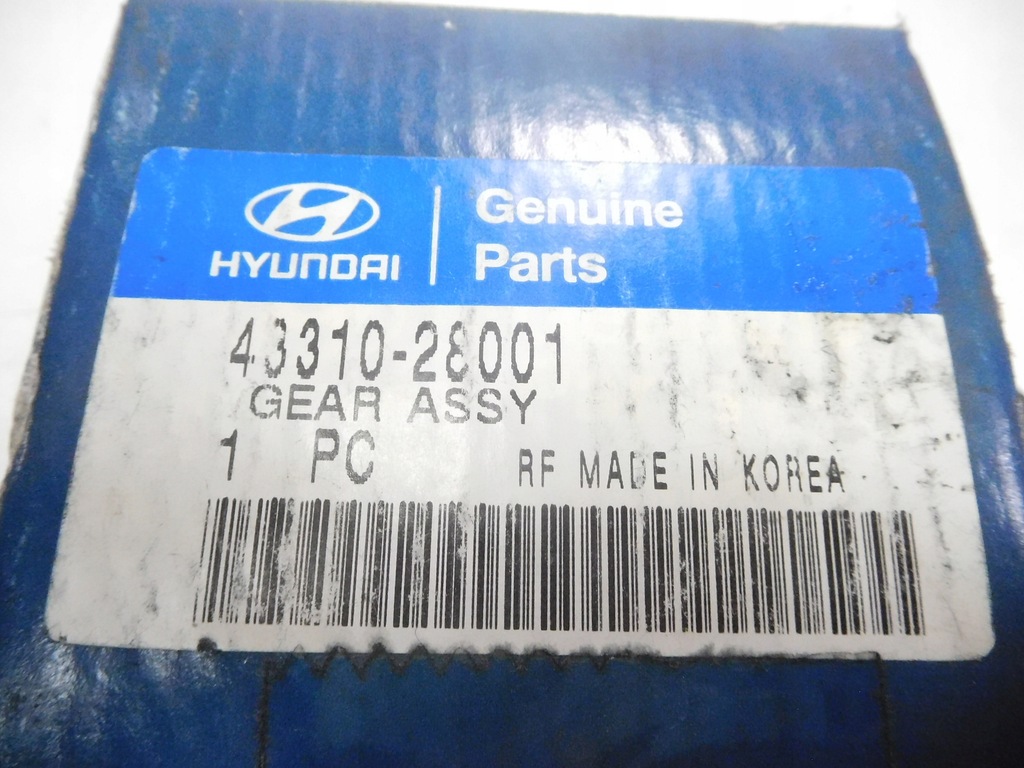 HYUNDAI
Genuine
Parts
43310-28001
GEAR ASSY
1 PC RF MADE IN KOREA